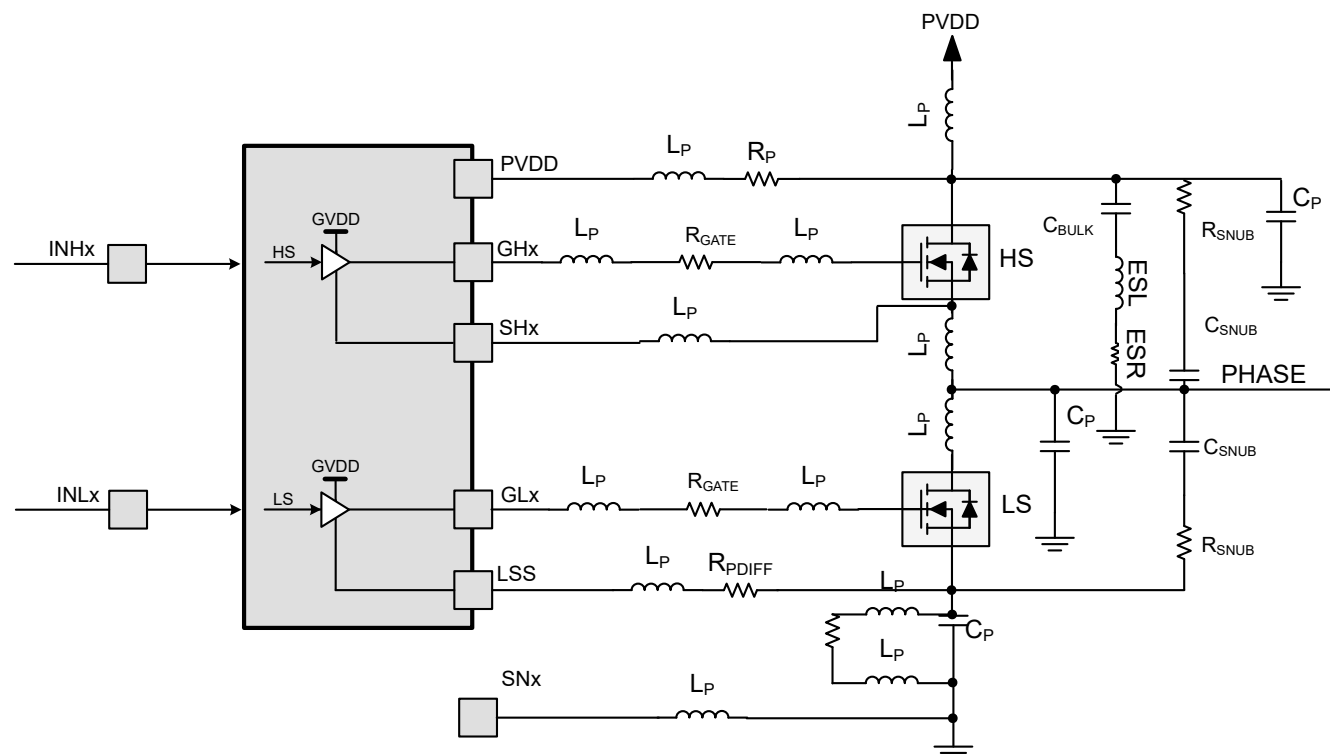 PVDD
LP
PVDD
LP
RP
CP
GVDD
CBULK
RSNUB
INHx
HS
GHx
LP
RGATE
LP
HS
ESL
SHx
LP
CSNUB
LP
ESR
PHASE
LP
CP
GVDD
CSNUB
INLx
LS
GLx
LP
RGATE
LP
LS
RSNUB
LSS
LP
RPDIFF
LP
CP
LP
SNx
LP